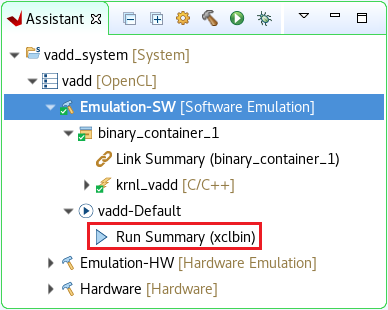 Assistant
vadd_system [System]
vadd [OpenCL]
Emulation-SW [Software Emulation]
binary_container_1
Link Summary (binary_container_1)
krnl_vadd [C/C++]
vadd-Default
Run Summary (xclbin)
Emulation-HW [Hardware Emulation]
Hardware [Hardware]